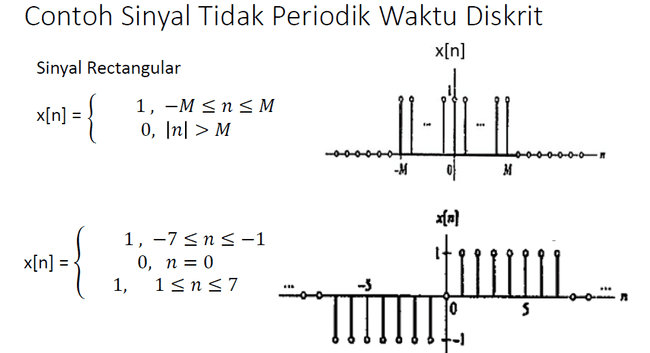 Contoh Sinyal Tidak Periodik Waktu Diskrit
x[n]
Sinyal Rectangular
x[n] = { 1, −M ≤ n ≤ M
0, |n| > M
1
... ...
-M 0 M n
x[n]
x[n] = { 1, −7 ≤ n ≤ −1
0, n = 0
1, 1 ≤ n ≤ 7
1
... -5 ... n
0 5
-1